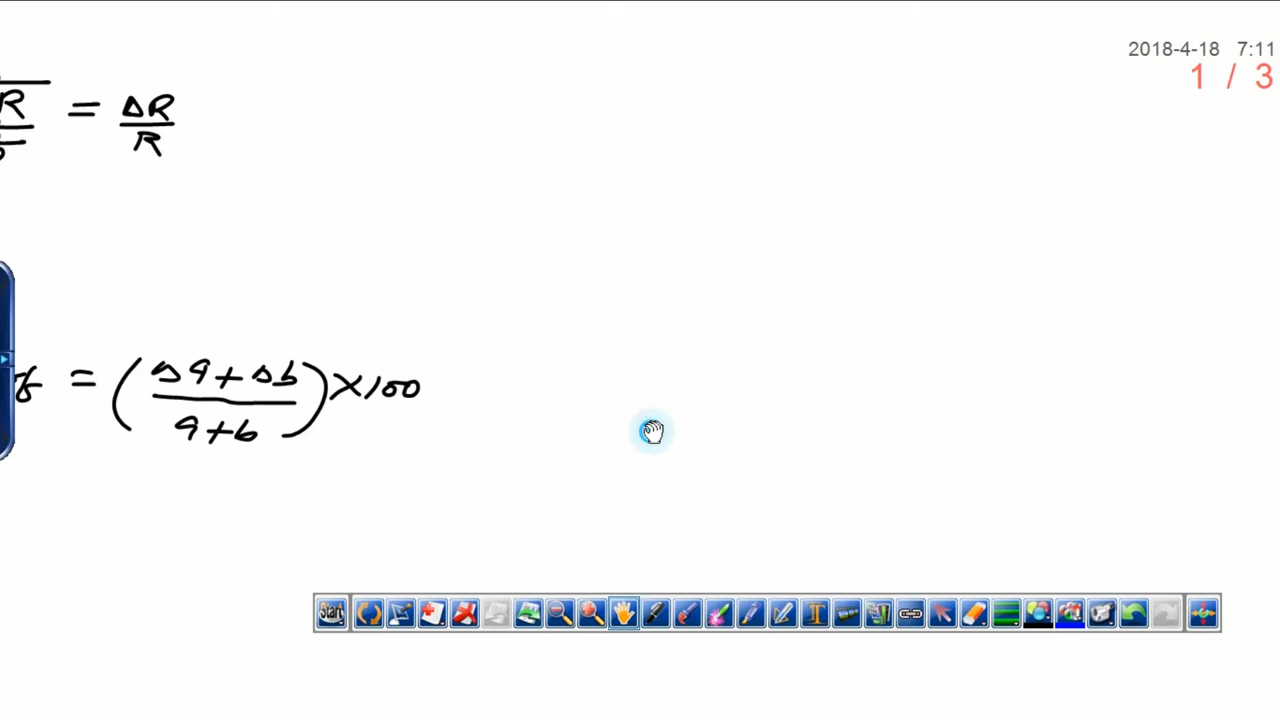 2018-4-18 7:11
1 / 3
R = ΔR
R
= (Δa+Δb) ×100
a+b
Start